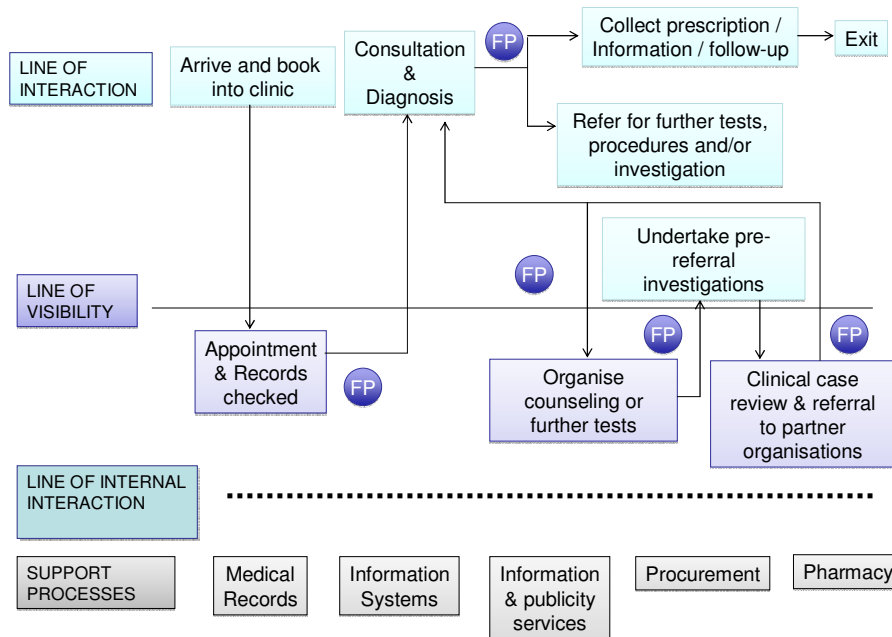 LINE OF
INTERACTION
Arrive and book
into clinic
Consultation
&
Diagnosis
FP
Collect prescription /
Information / follow-up
Exit
Refer for further tests,
procedures and/or
investigation
Undertake pre-
referral
investigations
FP
LINE OF
VISIBILITY
Appointment
& Records
checked
FP
Organise
counseling or
further tests
FP
Clinical case
review & referral
to partner
organisations
FP
LINE OF INTERNAL
INTERACTION
SUPPORT
PROCESSES
Medical
Records
Information
Systems
Information
& publicity
services
Procurement
Pharmacy